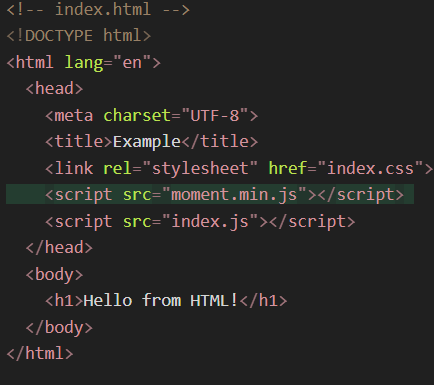 <!-- index.html -->
<!DOCTYPE html>
<html lang="en">
  <head>
    <meta charset="UTF-8">
    <title>Example</title>
    <link rel="stylesheet" href="index.css">
    <script src="moment.min.js"></script>
    <script src="index.js"></script>
  </head>
  <body>
    <h1>Hello from HTML!</h1>
  </body>
</html>